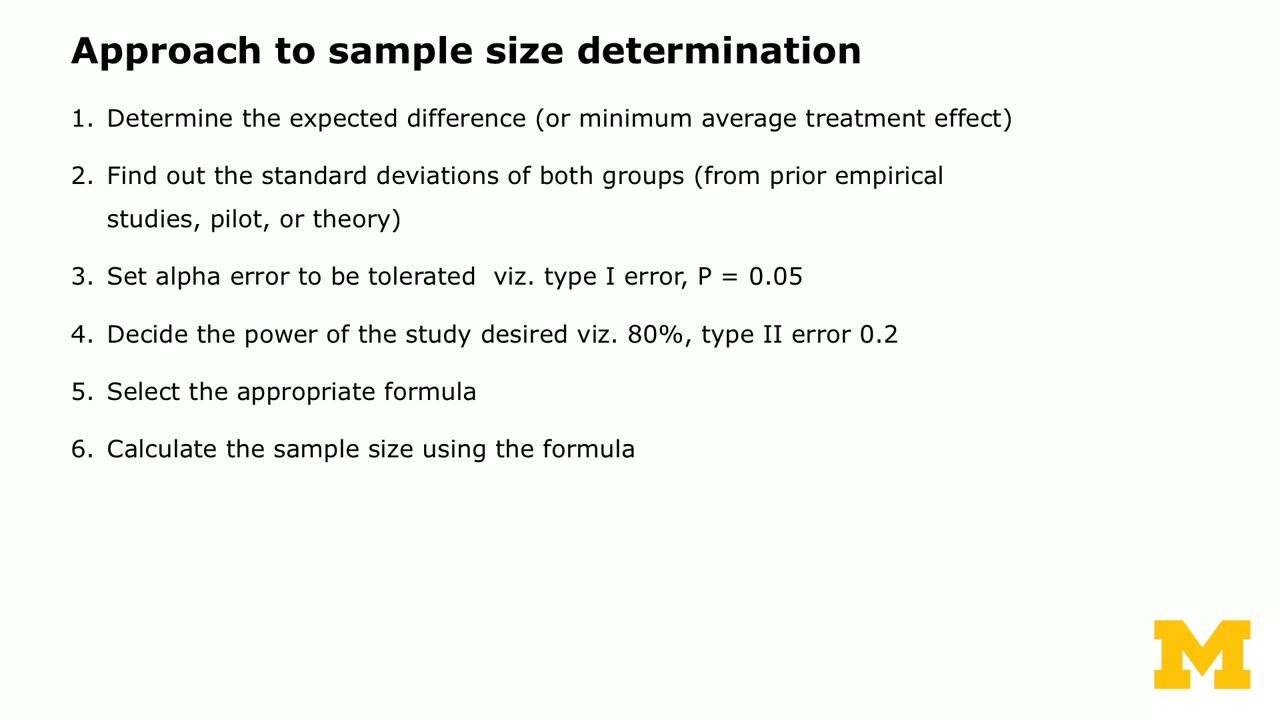 Approach to sample size determination
1. Determine the expected difference (or minimum average treatment effect)
2. Find out the standard deviations of both groups (from prior empirical
studies, pilot, or theory)
3. Set alpha error to be tolerated  viz. type I error, P = 0.05
4. Decide the power of the study desired viz. 80%, type II error 0.2
5. Select the appropriate formula
6. Calculate the sample size using the formula
M